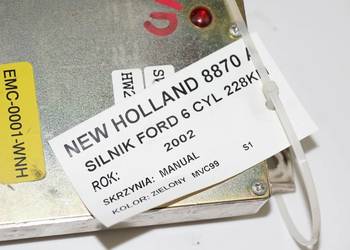 EMC-0001-WNH
NEW HOLLAND 8870 A
SILNIK FORD 6 CYL 228KM
ROK: 2002
SKRZYNIA: MANUAL S1
KOLOR: ZIELONY MVC99